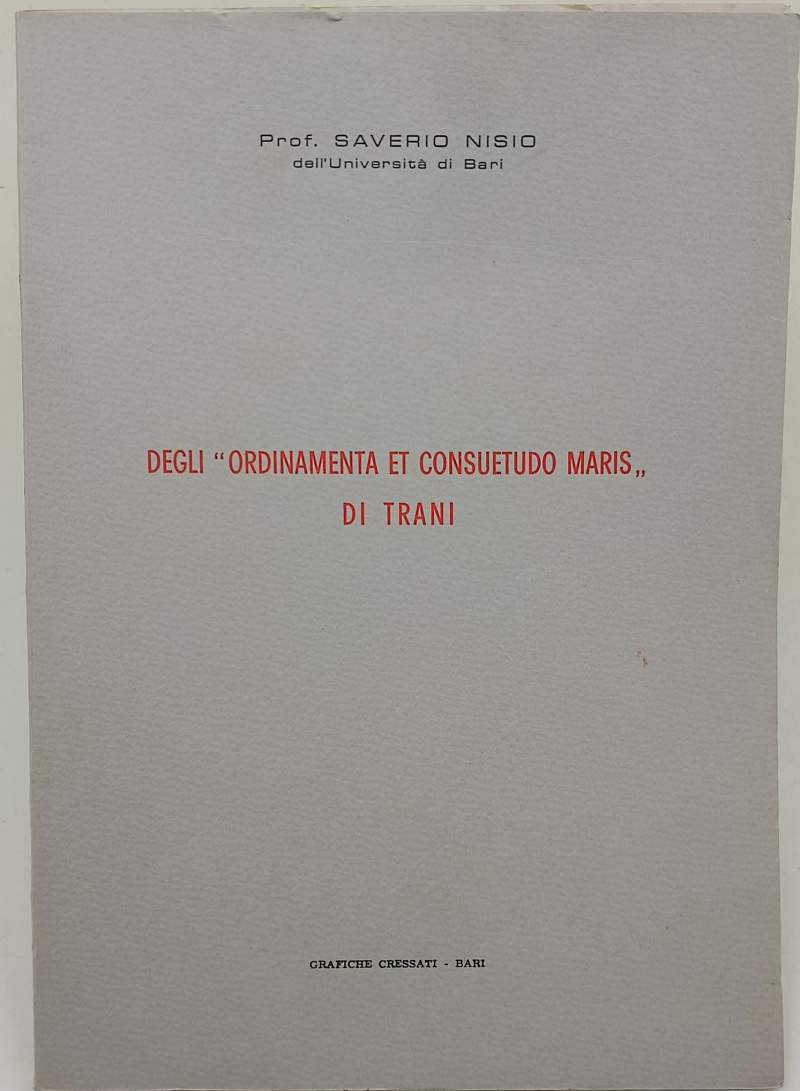 Prof. SAVERIO NISIO
dell'Università di Bari
DEGLI “ORDINAMENTA ET CONSUETUDO MARIS„
DI TRANI
GRAFICHE CRESSATI - BARI